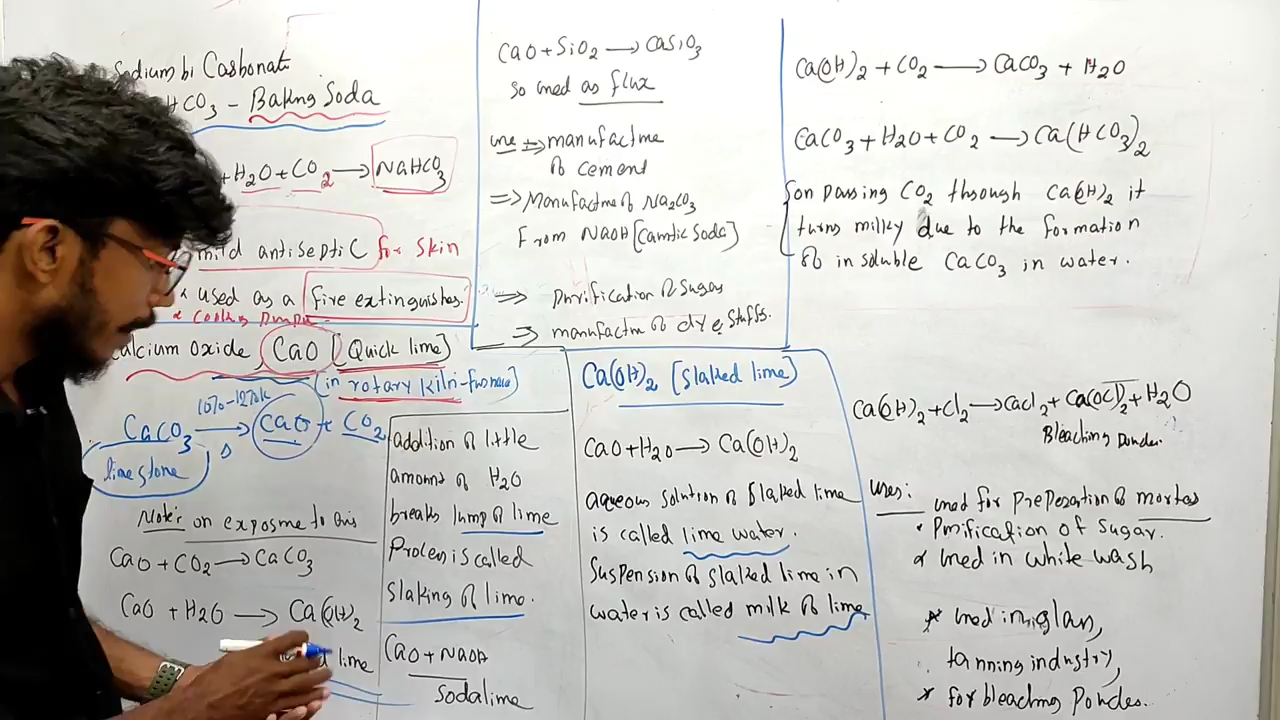 Sodium bi Carbonate
HCO3 - Baking Soda
+ H2O + CO2 → NaHCO3
mild antiseptic for skin
* used as a fire extinguisher.
Calcium Oxide, CaO [Quick lime]
(in rotary kiln-furnace)
CaCO3 1070-1270K → Δ CaO + CO2
limestone
Note:- on exposure to air
CaO + CO2 → CaCO3
CaO + H2O → Ca(OH)2
lime
CaO + SiO2 → CaSiO3
so used as flux
use ⇒ manufacture
of cement
⇒ Manufacture of Na2CO3
From NaOH [caustic soda]
⇒ Purification of Sugar
⇒ manufacture of dye stuffs.
addition of little
amount of H2O
breaks lump of lime
Process is called
slaking of lime.
CaO + NaOH
sodalime
Ca(OH)2 [slaked lime]
CaO + H2O → Ca(OH)2
aqueous solution of slaked lime
is called lime water.
Suspension of slaked lime in
water is called milk of lime
Ca(OH)2 + CO2 → CaCO3 + H2O
CaCO3 + H2O + CO2 → Ca(HCO3)2
on passing CO2 through Ca(OH)2 it
turns milky due to the formation
of insoluble CaCO3 in water.
Ca(OH)2 + Cl2 → CaCl2 + Ca(OCl)2 + H2O
Bleaching Powder.
uses: used for preparation of mortar
* Purification of Sugar.
* used in white wash
* used in glass,
tanning industry,
* for bleaching Powder.